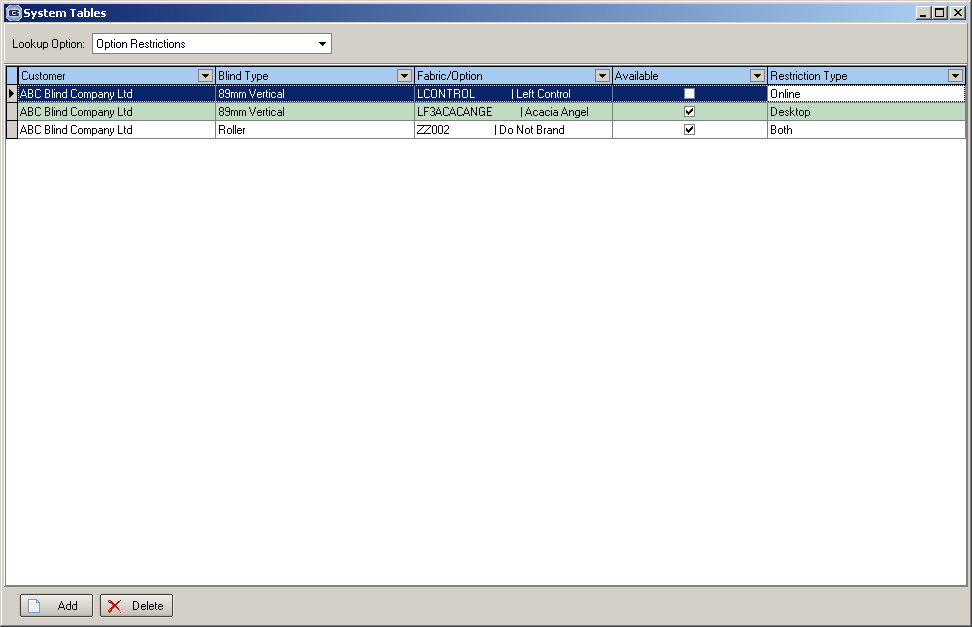 System Tables
Lookup Option: Option Restrictions
Customer Blind Type Fabric/Option Available Restriction Type
ABC Blind Company Ltd 89mm Vertical LCONTROL | Left Control Online
ABC Blind Company Ltd 89mm Vertical LF3ACACANGE | Acacia Angel Desktop
ABC Blind Company Ltd Roller ZZ002 | Do Not Brand Both
Add Delete